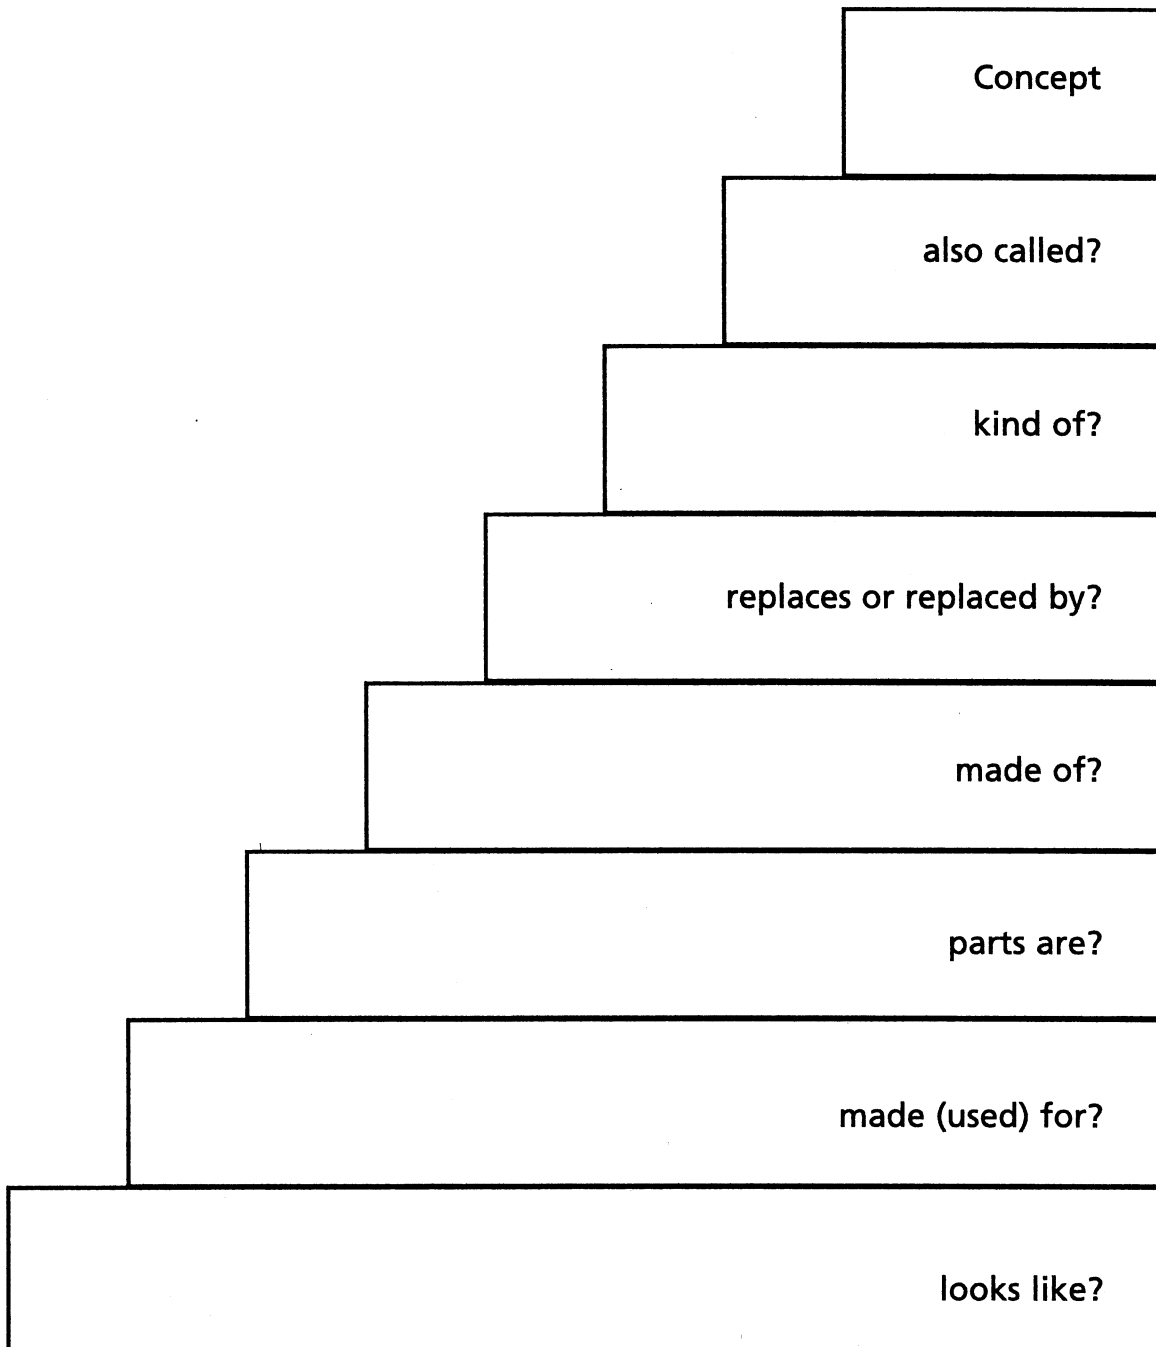 Concept
also called?
kind of?
replaces or replaced by?
made of?
parts are?
made (used) for?
looks like?